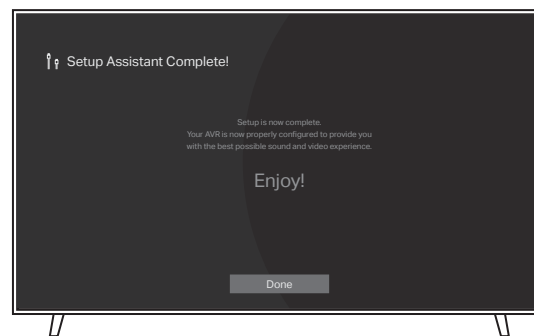 Setup Assistant Complete!
Setup is now complete.
Your AVR is now properly configured to provide you
with the best possible sound and video experience.
Enjoy!
Done